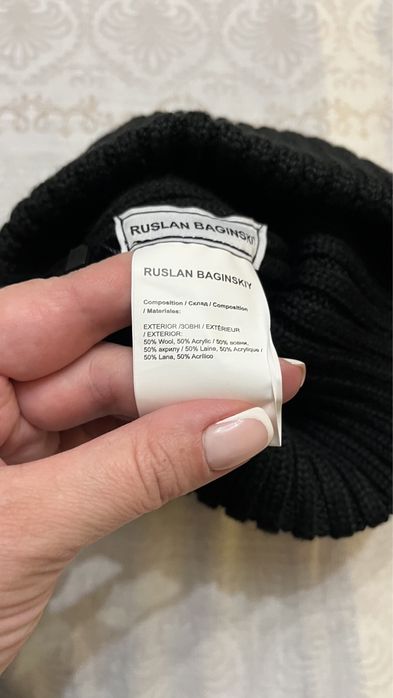 RUSLAN BAGINSKIY
RUSLAN BAGINSKIY
Composition / Склад / Composition
/ Materiales:
EXTERIOR /ЗОВНІ / EXTÉRIEUR
/ EXTERIOR:
50% Wool, 50% Acrylic / 50% вовни,
50% акрилу / 50% Laine, 50% Acrylique /
50% Lana, 50% Acrílico